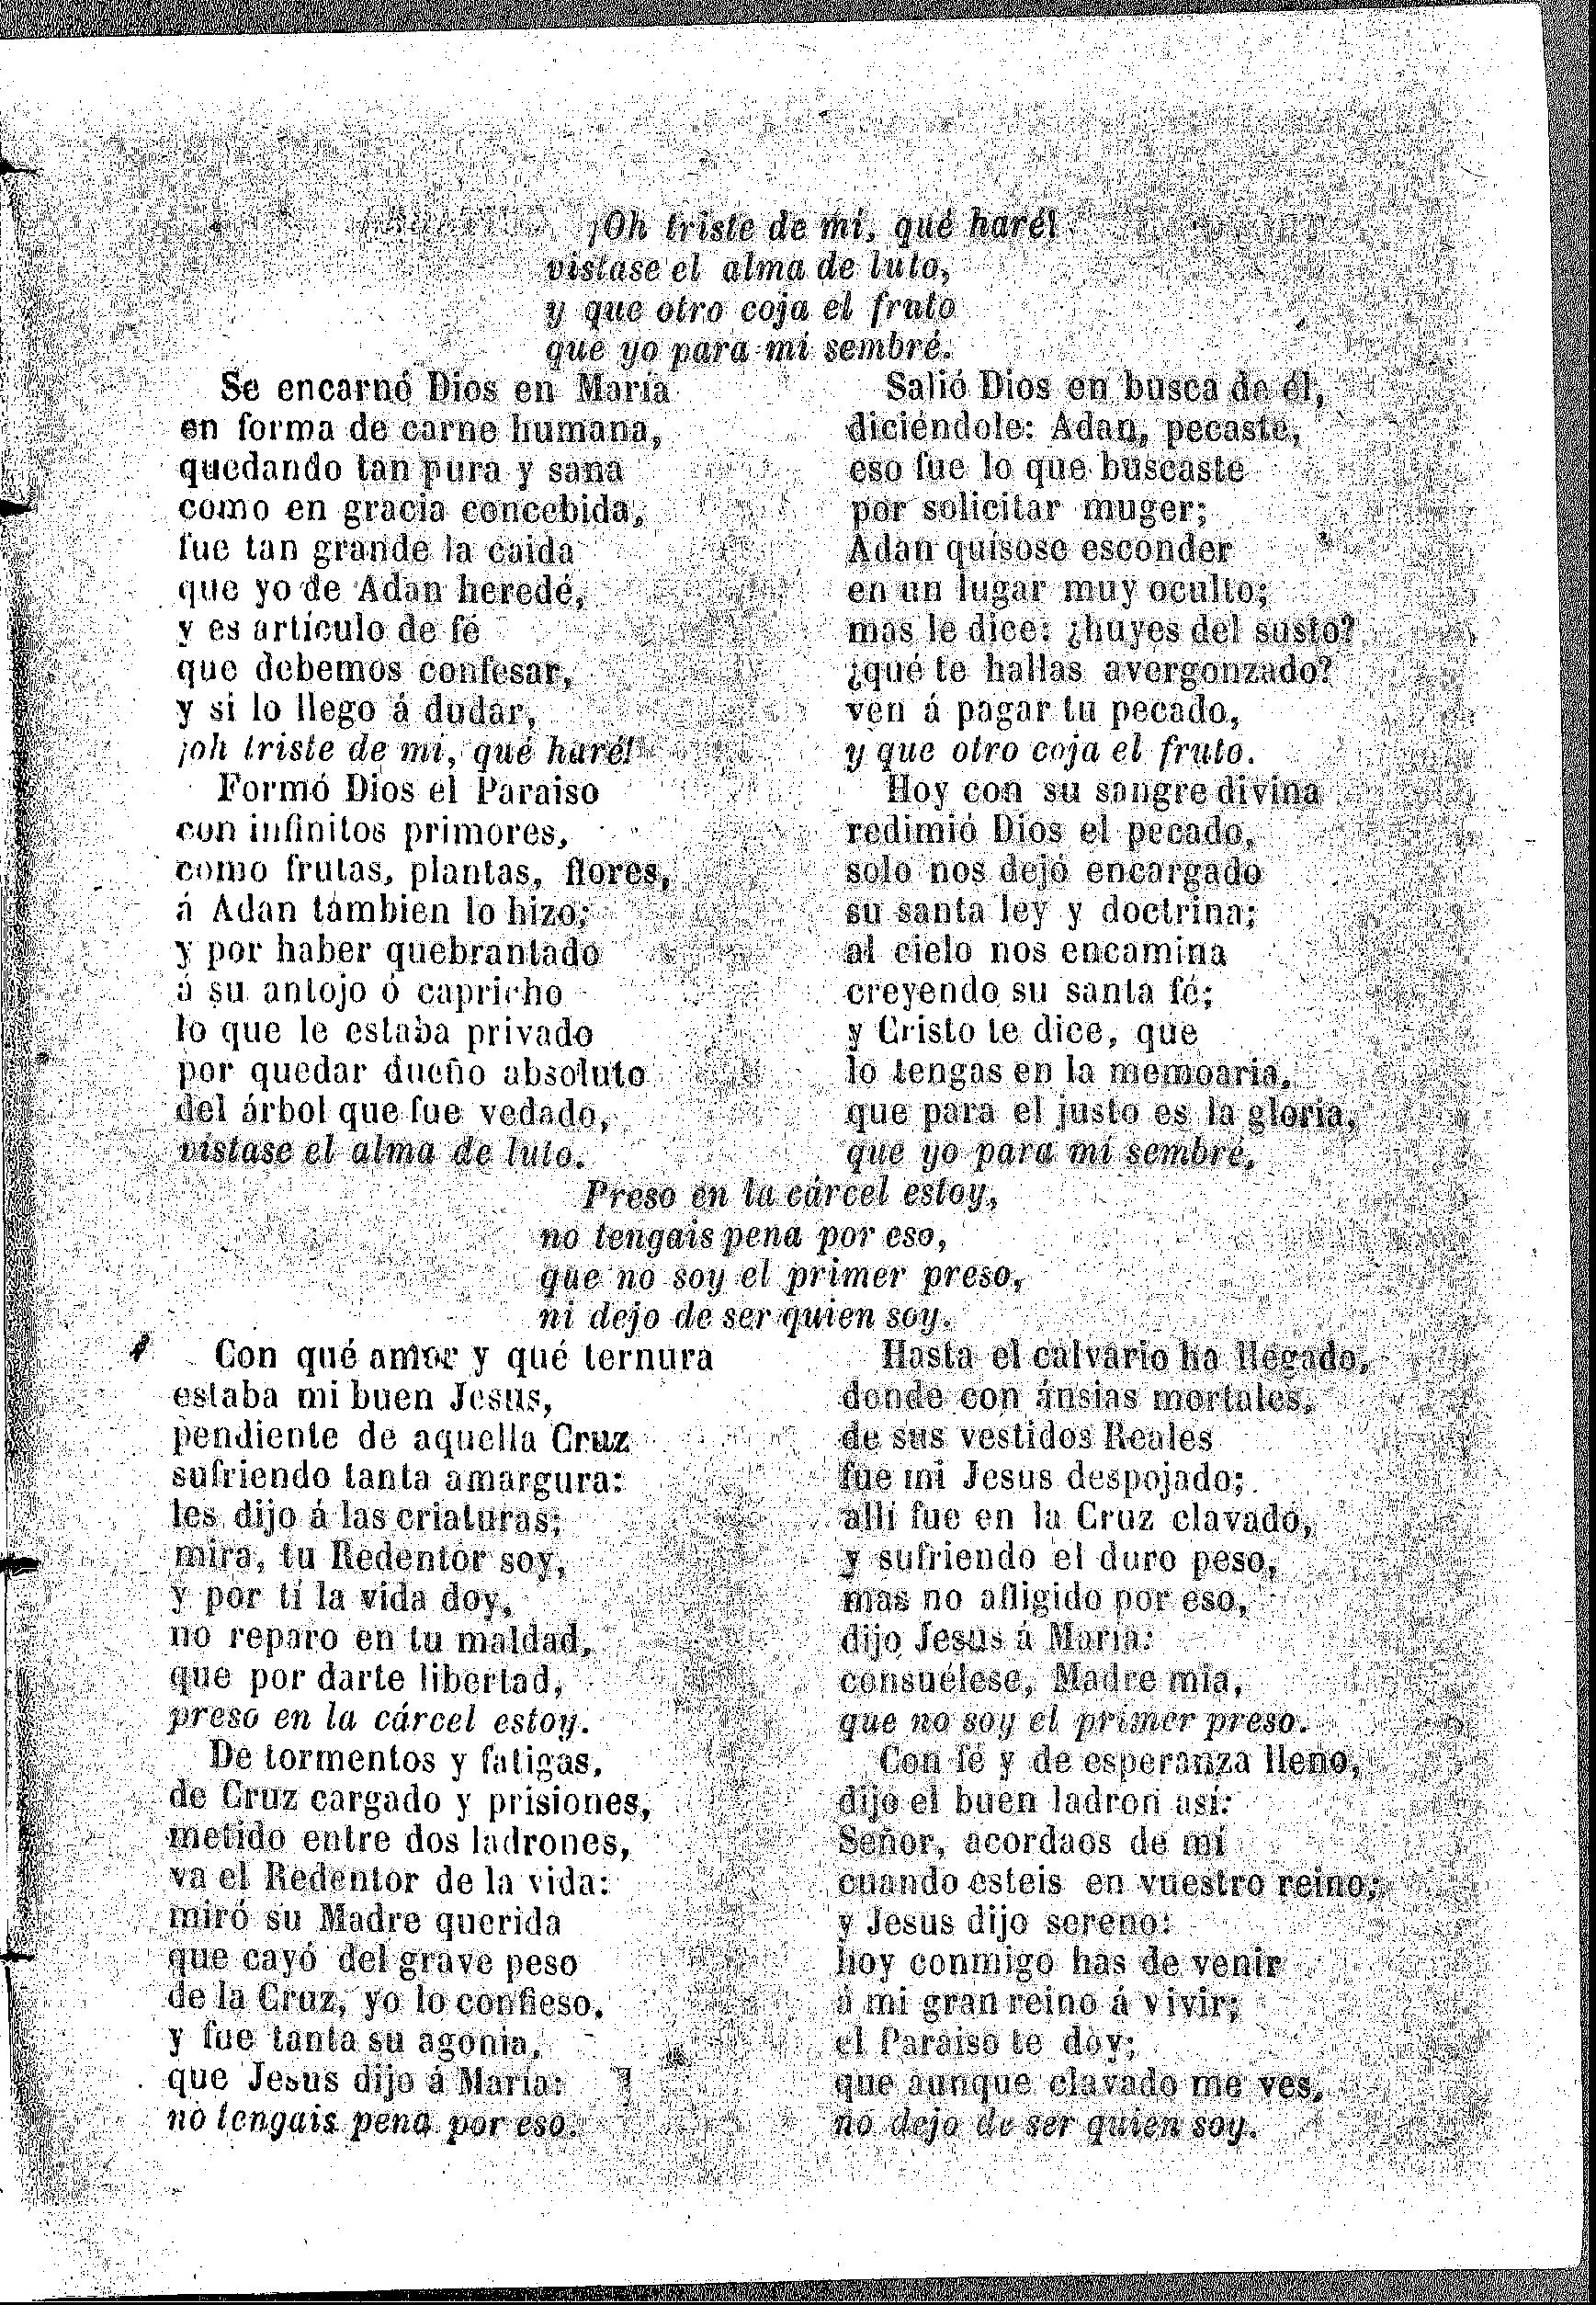 ¡Oh triste de mi, qué haré!
vistase el alma de luto,
y que otro coja el fruto
que yo para mi sembré.
Se encarnó Dios en María
en forma de carne humana,
quedando tan pura y sana
como en gracia concebida,
fue tan grande la caida
que yo de Adan heredé,
y es artículo de fé
que debemos confesar,
y si lo llego á dudar,
¡oh triste de mi, qué haré!
Formó Dios el Paraiso
con infinitos primores,
como frutas, plantas, flores,
á Adan tambien lo hizo;
y por haber quebrantado
á su antojo ó capricho
lo que le estaba privado
por quedar dueño absoluto
del árbol que fue vedado,
vistase el alma de luto.
Salió Dios en busca de él,
diciéndole: Adan, pecaste,
eso fue lo que buscaste
por solicitar muger;
Adan quísose esconder
en un lugar muy oculto;
mas le dice: ¿huyes del susto?
¿qué te hallas avergonzado?
ven á pagar tu pecado,
y que otro coja el fruto.
Hoy con su sangre divina
redimió Dios el pecado,
solo nos dejó encargado
su santa ley y doctrina;
al cielo nos encamina
creyendo su santa fé;
y Cristo te dice, que
lo tengas en la memoaria,
que para el justo es la gloria,
que yo para mí sembré.
Preso en la cárcel estoy,
no tengais pena por eso,
que no soy el primer preso,
ni dejo de ser quien soy.
Con qué amor y qué ternura
estaba mi buen Jesus,
pendiente de aquella Cruz
sufriendo tanta amargura:
les dijo á las criaturas;
mira, tu Redentor soy,
y por tí la vida doy,
no reparo en tu maldad,
que por darte libertad,
preso en la cárcel estoy.
De tormentos y fatigas,
de Cruz cargado y prisiones,
metido entre dos ladrones,
va el Redentor de la vida:
miró su Madre querida
que cayó del grave peso
de la Cruz, yo lo confieso,
y fue tanta su agonia,
que Jesus dijo á María:
no tengais pena por eso.
Hasta el calvario ha llegado,
donde con ánsias mortales,
de sus vestidos Reales
fue mi Jesus despojado;
allí fue en la Cruz clavado,
y sufriendo el duro peso,
mas no afligido por eso,
dijo Jesus á María:
consuélese, Madre mia,
que no soy el primer preso.
Con fé y de esperanza lleno,
dijo el buen ladron así:
Señor, acordaos de mí
cuando esteis en vuestro reino;
y Jesus dijo sereno:
hoy conmigo has de venir
á mi gran reino á vivir;
el Paraiso te doy;
que aunque clavado me ves,
no dejo de ser quien soy.